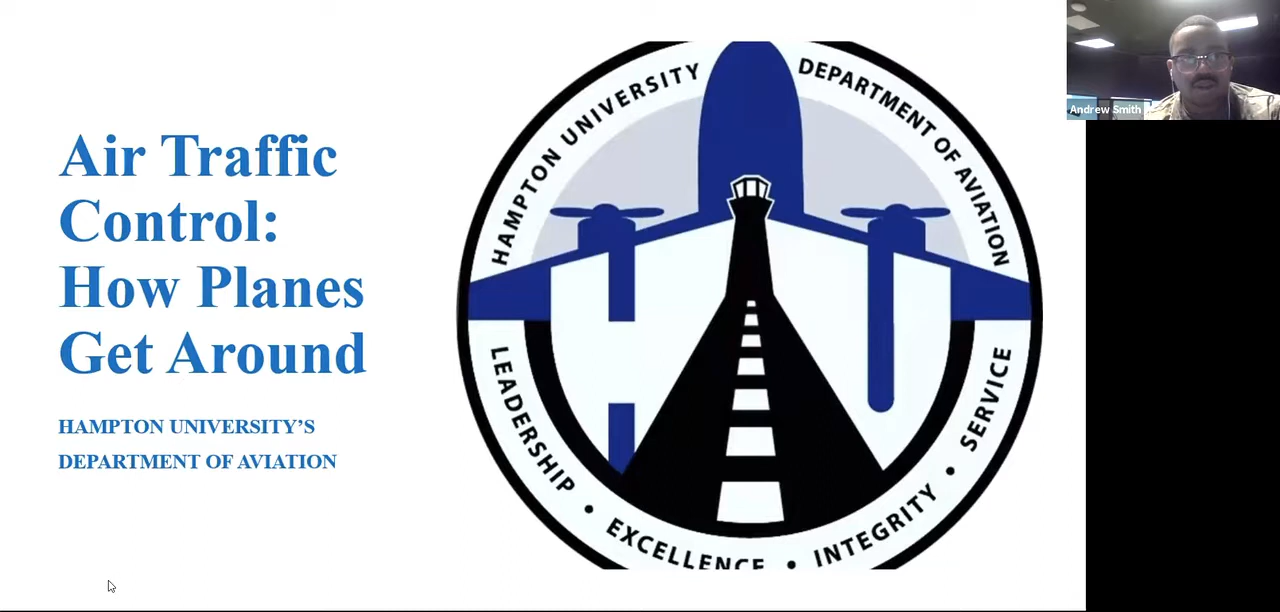 Air Traffic
Control:
How Planes
Get Around
HAMPTON UNIVERSITY’S
DEPARTMENT OF AVIATION
HAMPTON UNIVERSITY
DEPARTMENT OF AVIATION
LEADERSHIP • EXCELLENCE • INTEGRITY • SERVICE
Andrew Smith